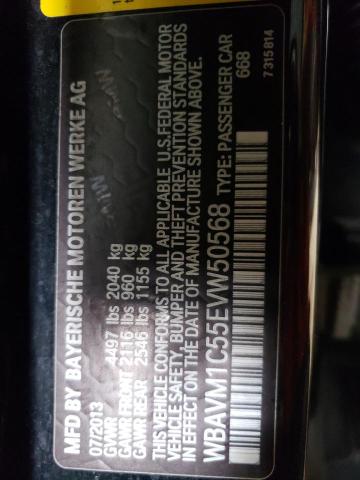 MFD BY BAYERISCHE MOTOREN WERKE AG
07/2013
GVWR 4497 lbs 2040 kg
GAWR FRONT 2116 lbs 960 kg
GAWR REAR 2546 lbs 1155 kg
THIS VEHICLE CONFORMS TO ALL APPLICABLE U.S.FEDERAL MOTOR
VEHICLE SAFETY, BUMPER AND THEFT PREVENTION STANDARDS
IN EFFECT ON THE DATE OF MANUFACTURE SHOWN ABOVE.
WBAVM1C55EVW50568 TYPE: PASSENGER CAR
668
7 315 814